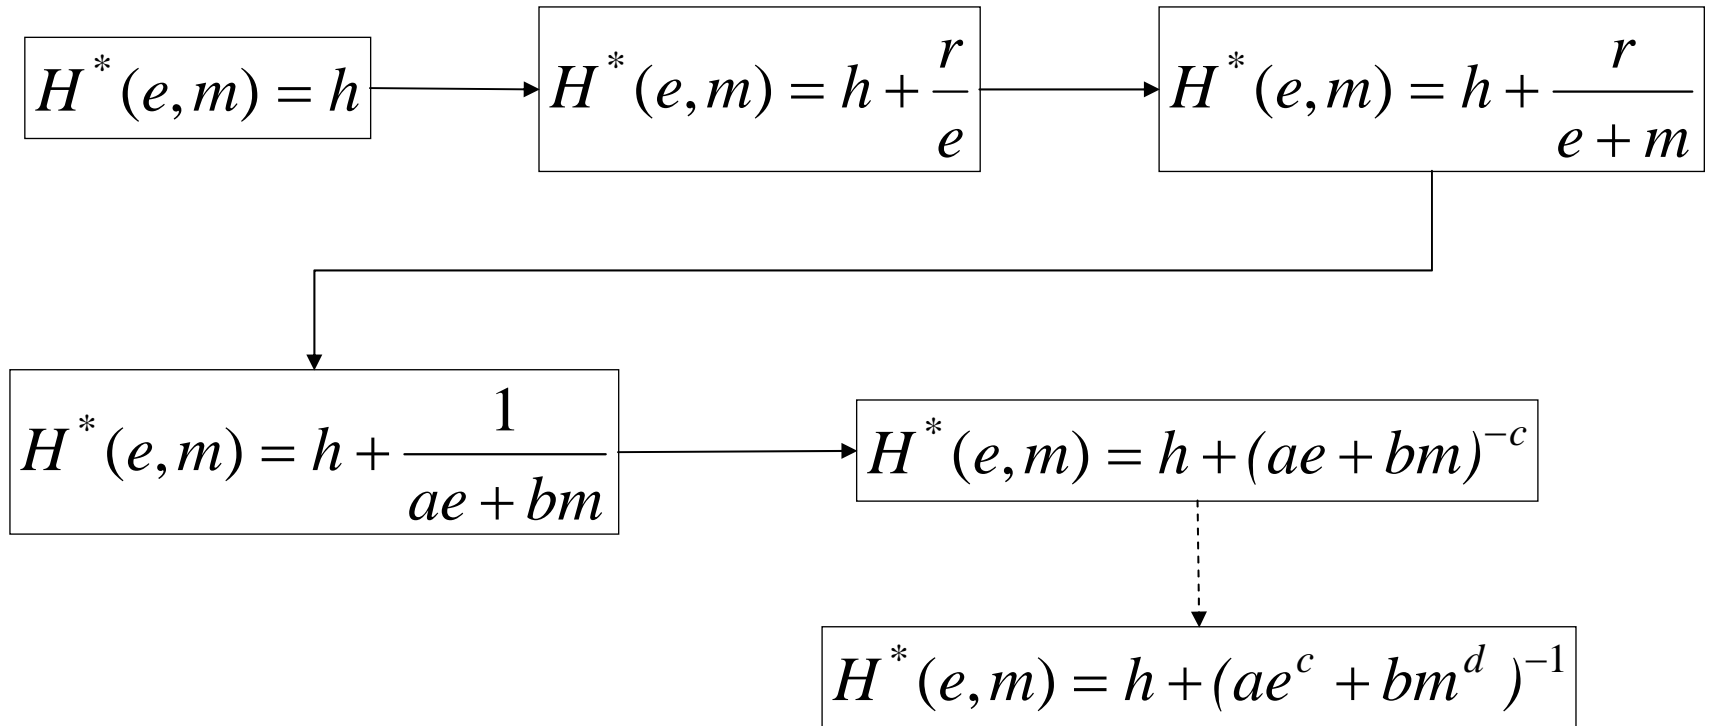 H*(e,m) = h
H*(e,m) = h + r/e
H*(e,m) = h + r/(e + m)
H*(e,m) = h + 1/(ae + bm)
H*(e,m) = h + (ae + bm)^{-c}
H*(e,m) = h + (ae^c + bm^d )^{-1}